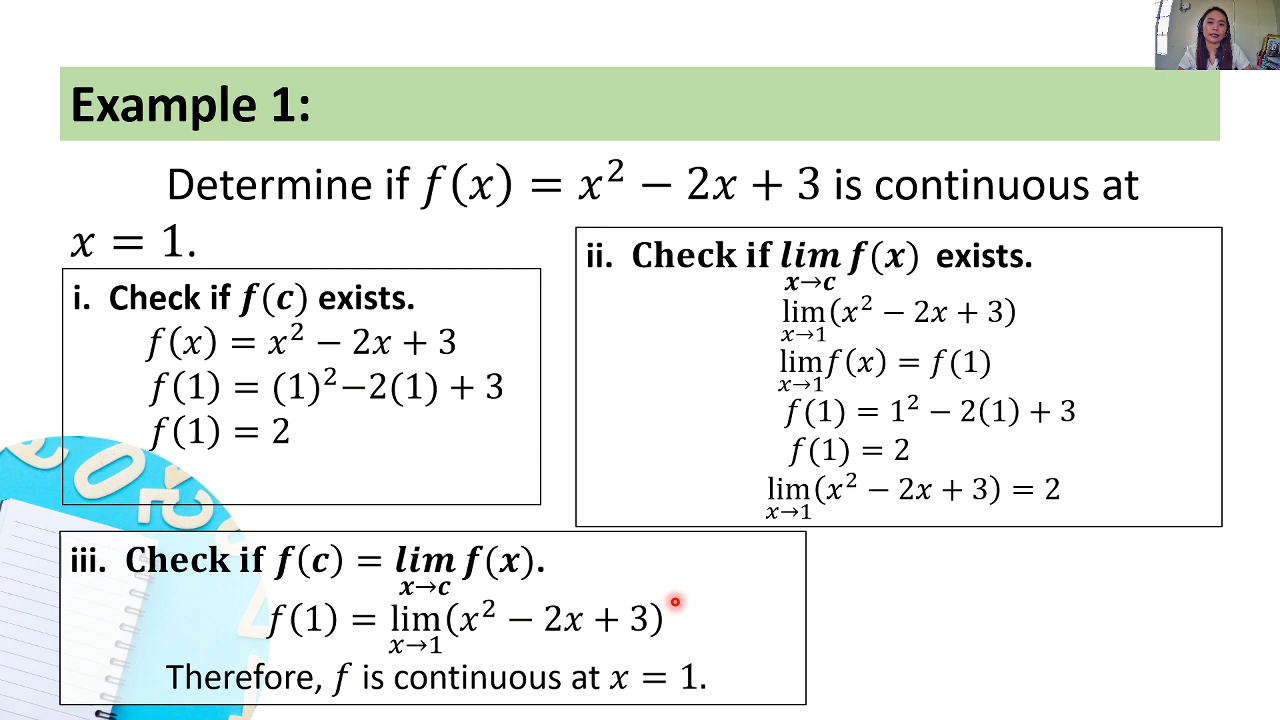 Example 1:
Determine if f(x) = x² − 2x + 3 is continuous at
x = 1.
i. Check if f(c) exists.
f(x) = x² − 2x + 3
f(1) = (1)²−2(1) + 3
f(1) = 2
ii. Check if lim f(x) exists.
x→c
lim(x² − 2x + 3)
x→1
lim f(x) = f(1)
x→1
f(1) = 1² − 2(1) + 3
f(1) = 2
lim(x² − 2x + 3) = 2
x→1
iii. Check if f(c) = lim f(x).
x→c
f(1) = lim(x² − 2x + 3)
x→1
Therefore, f is continuous at x = 1.